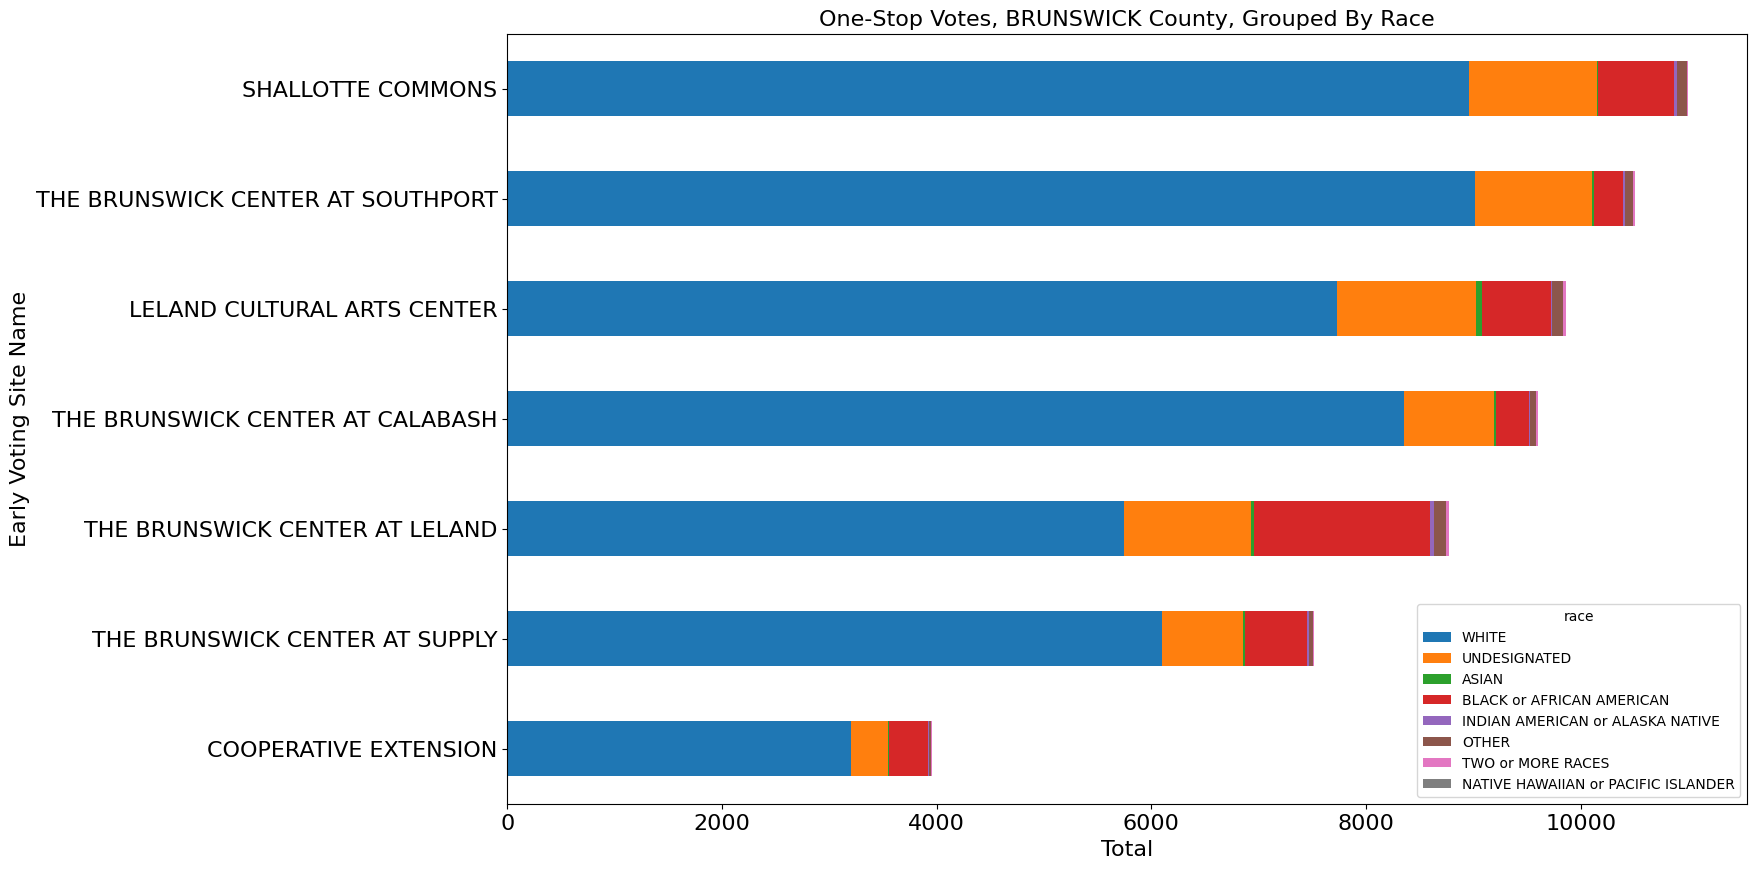 One-Stop Votes, BRUNSWICK County, Grouped By Race
Early Voting Site Name
SHALLOTTE COMMONS
THE BRUNSWICK CENTER AT SOUTHPORT
LELAND CULTURAL ARTS CENTER
THE BRUNSWICK CENTER AT CALABASH
THE BRUNSWICK CENTER AT LELAND
THE BRUNSWICK CENTER AT SUPPLY
COOPERATIVE EXTENSION
race
WHITE
UNDESIGNATED
ASIAN
BLACK or AFRICAN AMERICAN
INDIAN AMERICAN or ALASKA NATIVE
OTHER
TWO or MORE RACES
NATIVE HAWAIIAN or PACIFIC ISLANDER
0 2000 4000 6000 8000 10000
Total